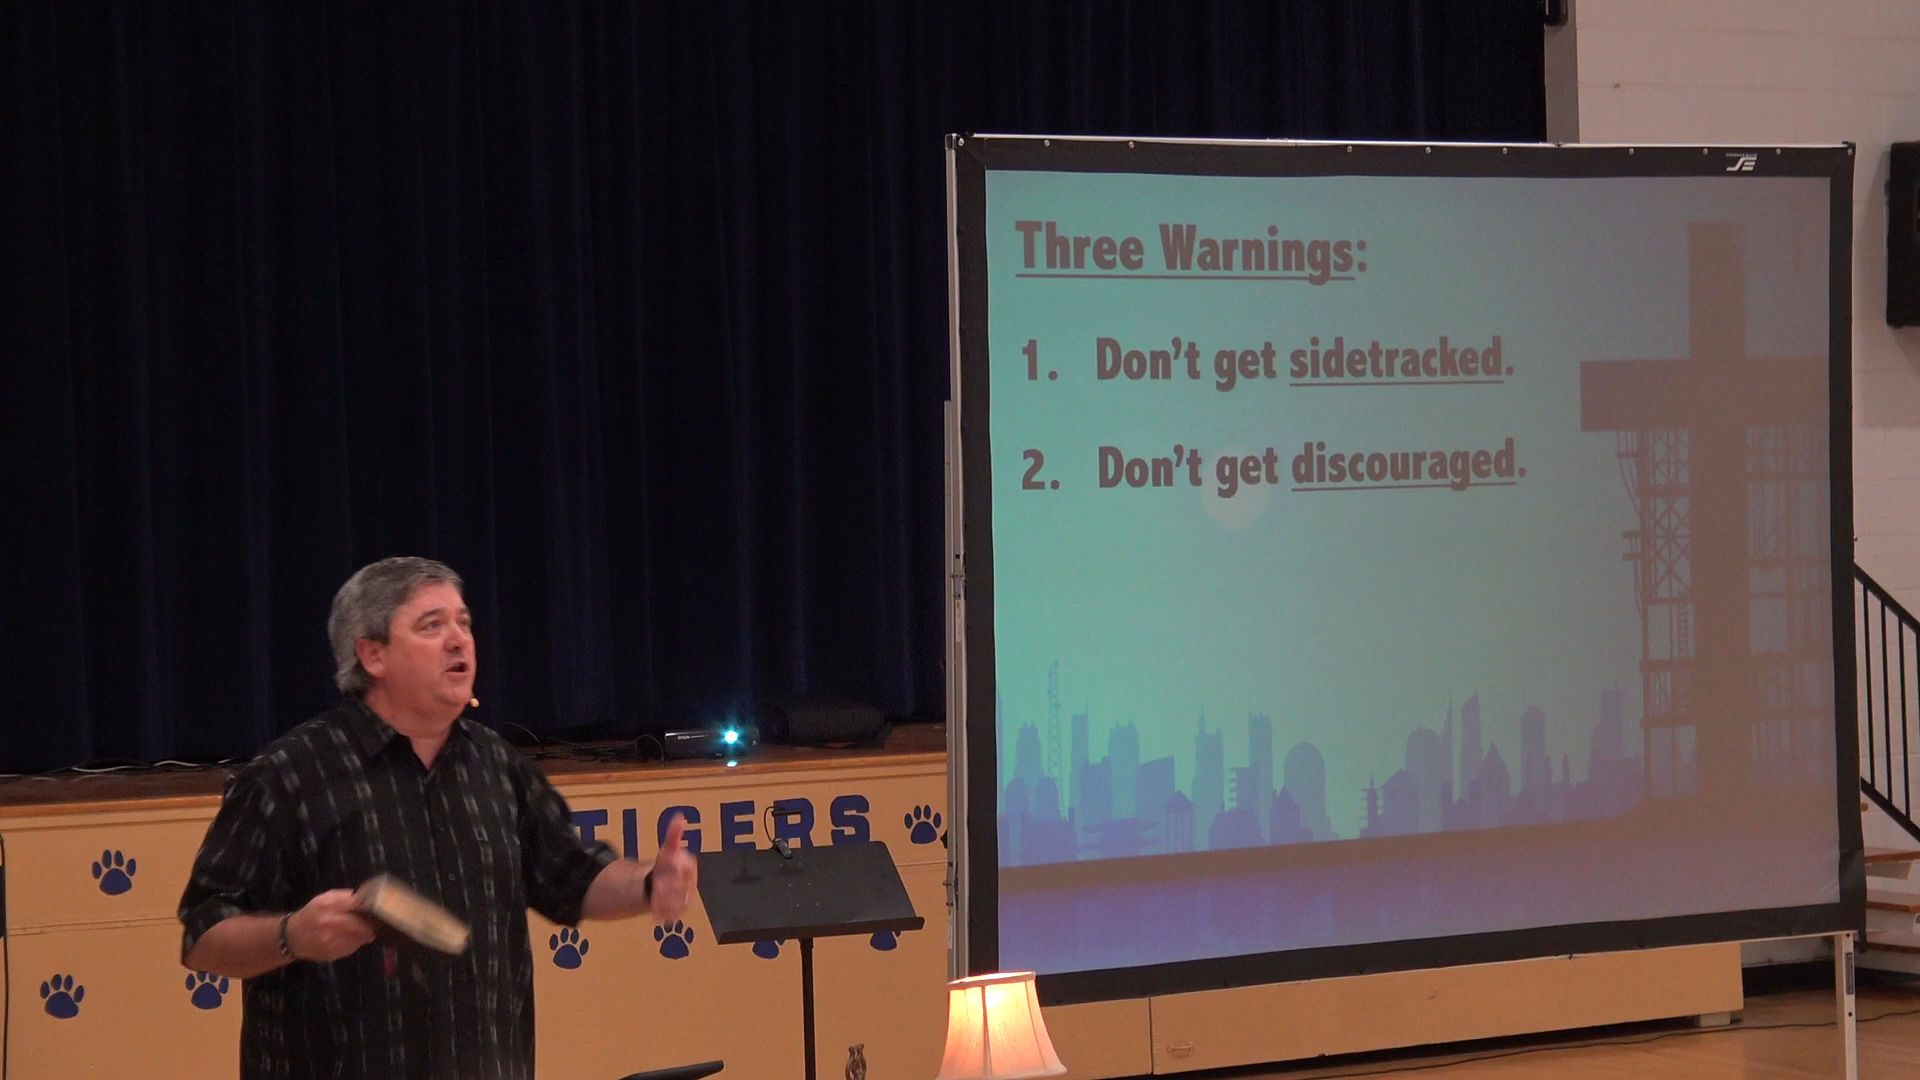 Three Warnings:
1. Don't get sidetracked.
2. Don't get discouraged.
TIGERS